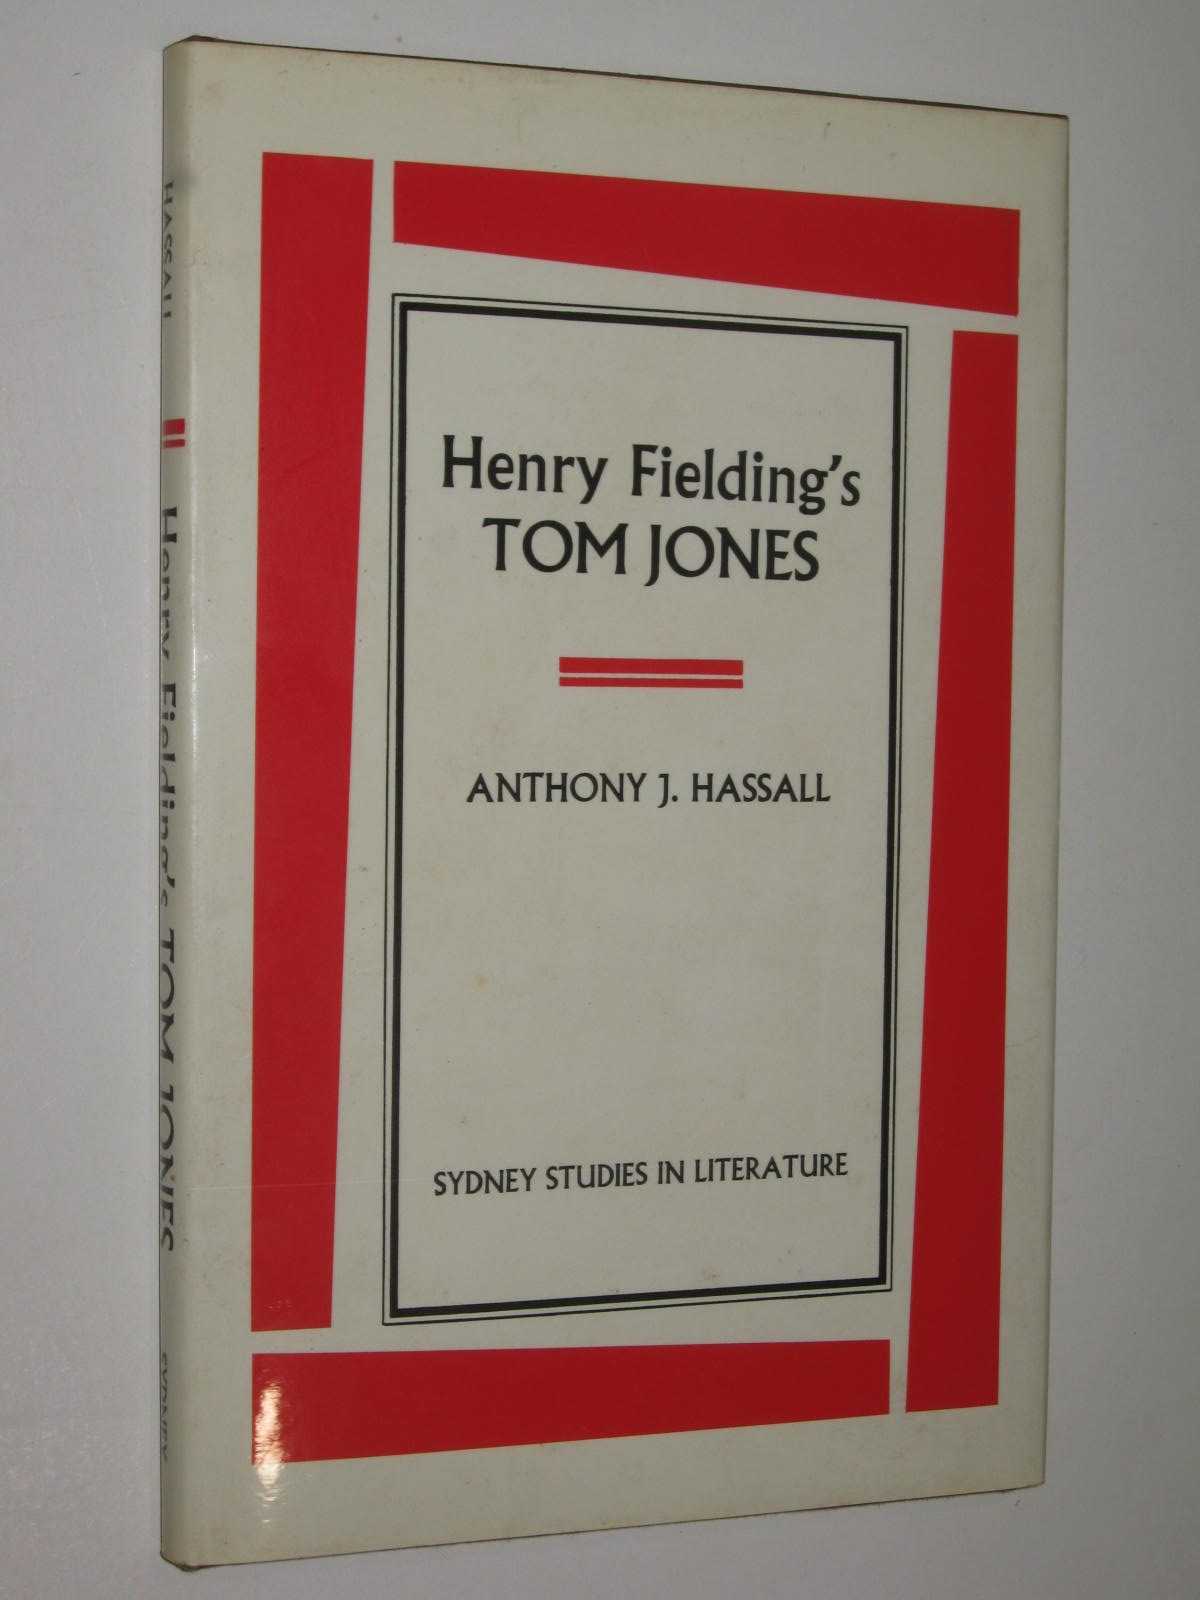 Henry Fielding's
TOM JONES
ANTHONY J. HASSALL
SYDNEY STUDIES IN LITERATURE
HASSALL
Henry Fielding's TOM JONES
SYDNEY